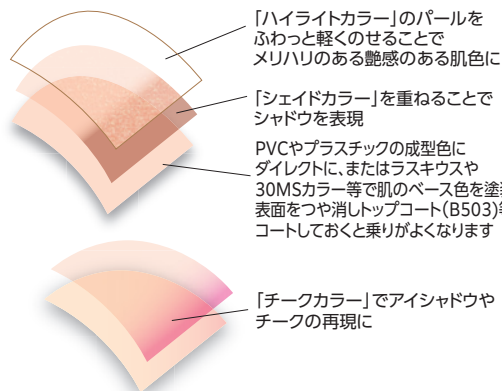 「ハイライトカラー」のパールを
ふわっと軽くのせることで
メリハリのある艶感のある肌色に
「シェイドカラー」を重ねることで
シャドウを表現
PVCやプラスチックの成型色に
ダイレクトに、またはラスキウスや
30MSカラー等で肌のベース色を塗
表面をつや消しトップコート(B503)
コートしておくと乗りがよくなります
「チークカラー」でアイシャドウや
チークの再現に